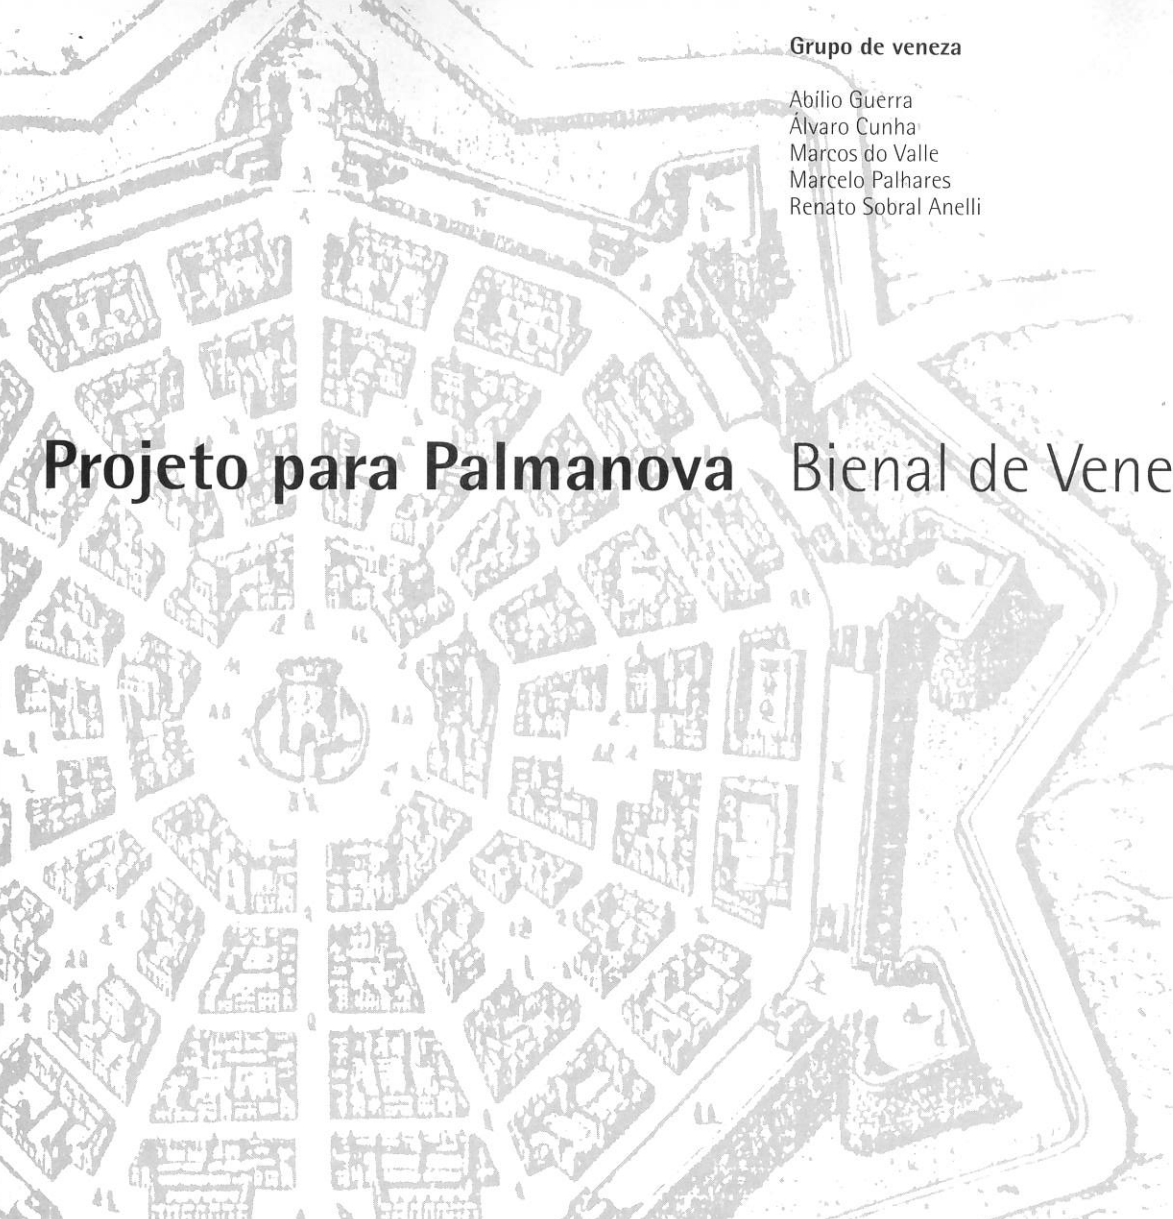 Grupo de veneza
Abílio Guerra
Álvaro Cunha
Marcos do Valle
Marcelo Palhares
Renato Sobral Anelli
Projeto para Palmanova Bienal de Vene